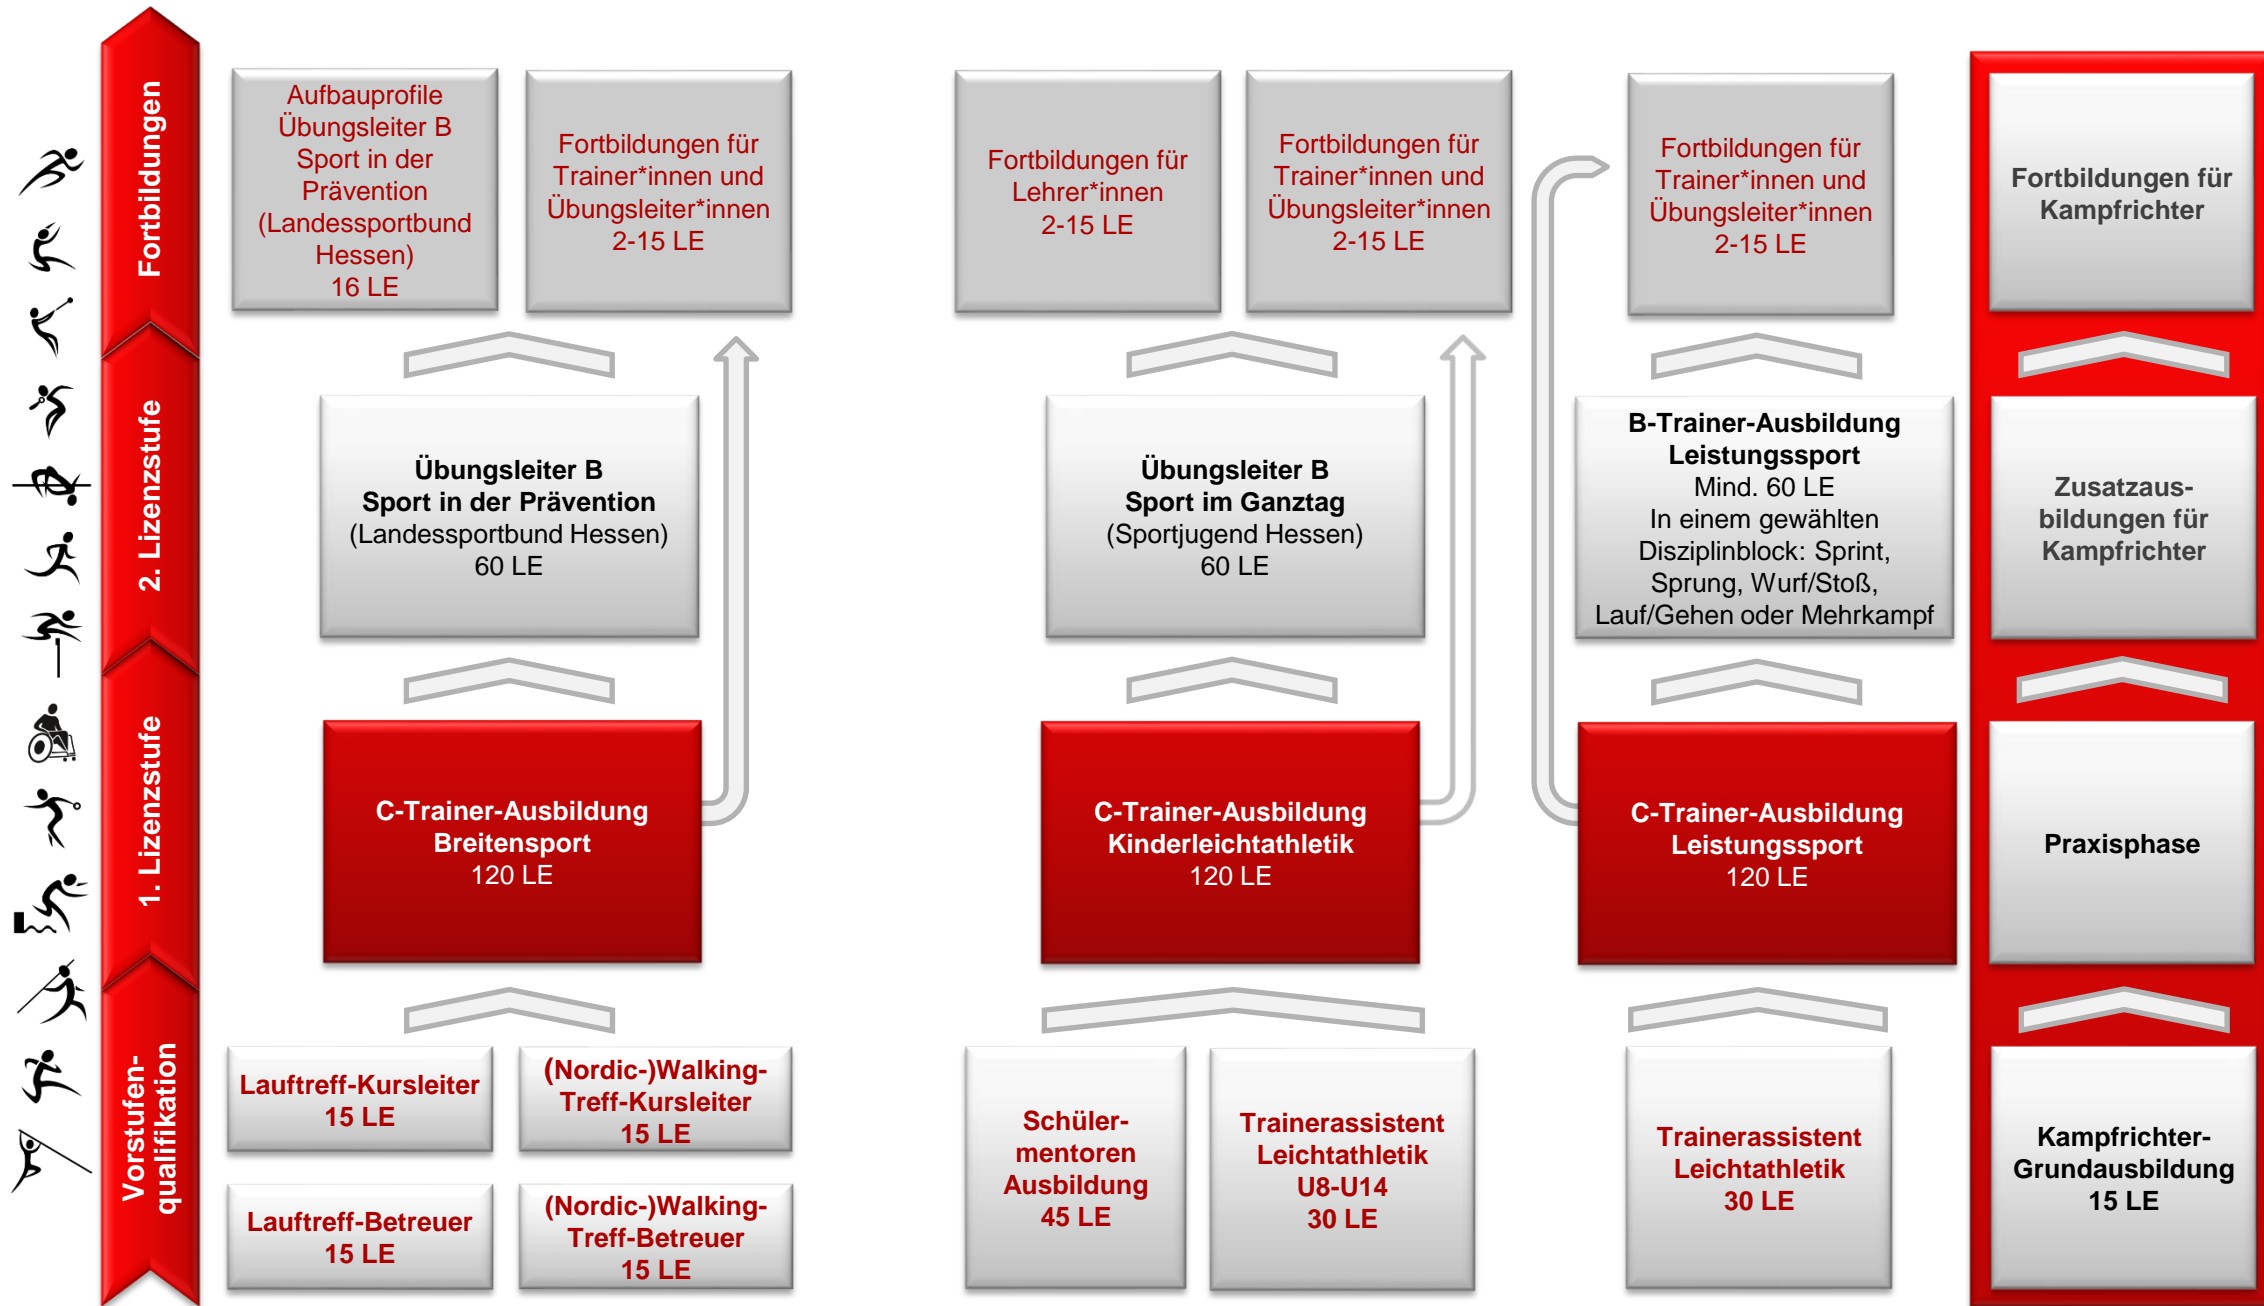 Fortbildungen
Aufbauprofile
Übungsleiter B
Sport in der
Prävention
(Landessportbund
Hessen)
16 LE
Fortbildungen für
Trainer*innen und
Übungsleiter*innen
2-15 LE
Fortbildungen für
Lehrer*innen
2-15 LE
Fortbildungen für
Trainer*innen und
Übungsleiter*innen
2-15 LE
Fortbildungen für
Trainer*innen und
Übungsleiter*innen
2-15 LE
Fortbildungen für
Kampfrichter
2. Lizenzstufe
Übungsleiter B
Sport in der Prävention
(Landessportbund Hessen)
60 LE
Übungsleiter B
Sport im Ganztag
(Sportjugend Hessen)
60 LE
B-Trainer-Ausbildung
Leistungssport
Mind. 60 LE
In einem gewählten
Disziplinblock: Sprint,
Sprung, Wurf/Stoß,
Lauf/Gehen oder Mehrkampf
Zusatzaus-
bildungen für
Kampfrichter
1. Lizenzstufe
C-Trainer-Ausbildung
Breitensport
120 LE
C-Trainer-Ausbildung
Kinderleichtathletik
120 LE
C-Trainer-Ausbildung
Leistungssport
120 LE
Praxisphase
Vorstufen-
qualifikation
Lauftreff-Kursleiter
15 LE
(Nordic-)Walking-
Treff-Kursleiter
15 LE
Lauftreff-Betreuer
15 LE
(Nordic-)Walking-
Treff-Betreuer
15 LE
Schüler-
mentoren
Ausbildung
45 LE
Trainerassistent
Leichtathletik
U8-U14
30 LE
Trainerassistent
Leichtathletik
30 LE
Kampfrichter-
Grundausbildung
15 LE